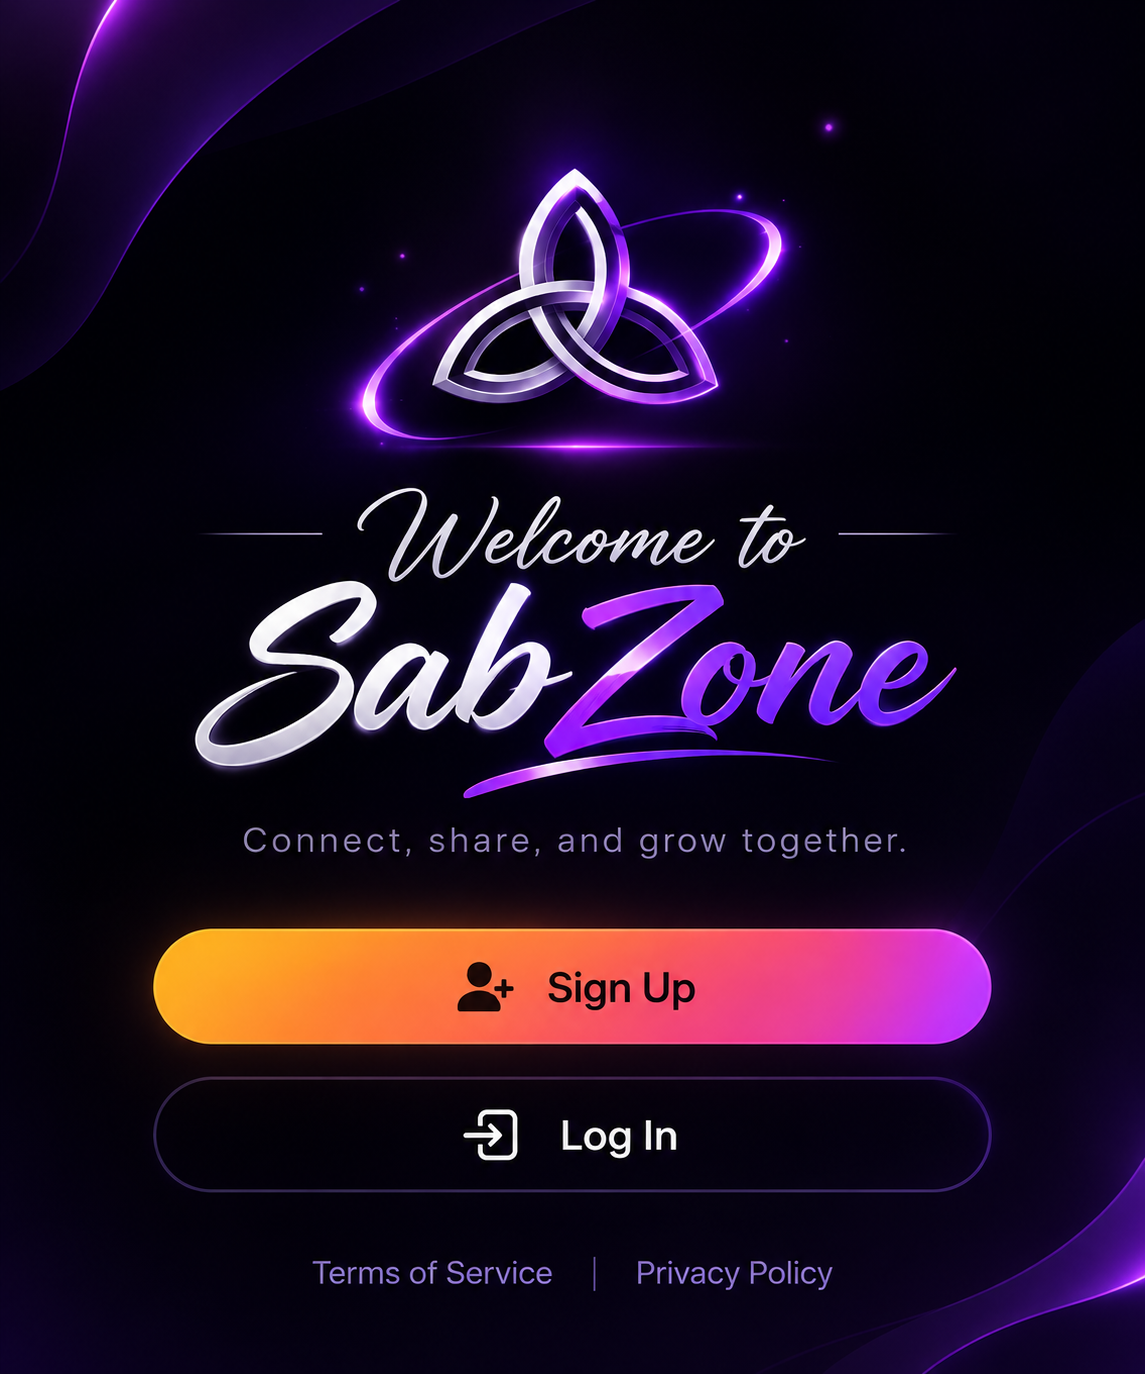 Welcome to
SabZone
Connect, share, and grow together.
Sign Up
Log In
Terms of Service | Privacy Policy